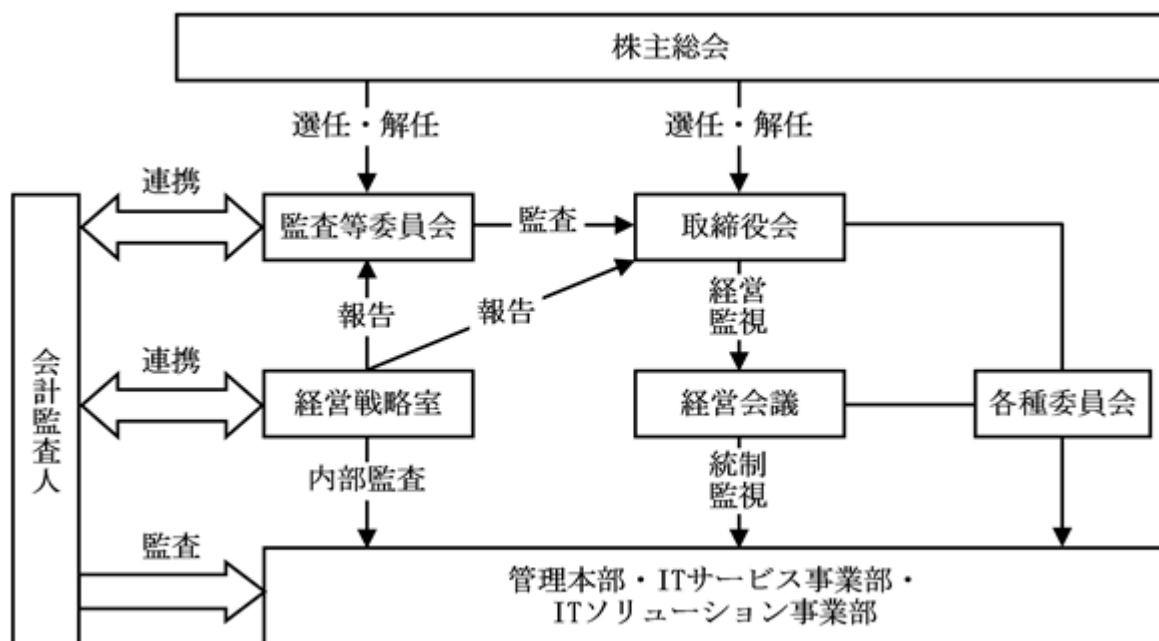 株主総会
選任・解任
選任・解任
連携
監査等委員会
監査
取締役会
報告
報告
経営
監視
会計監査人
連携
経営戦略室
経営会議
各種委員会
内部監査
統制
監視
監査
管理本部・ITサービス事業部・
ITソリューション事業部